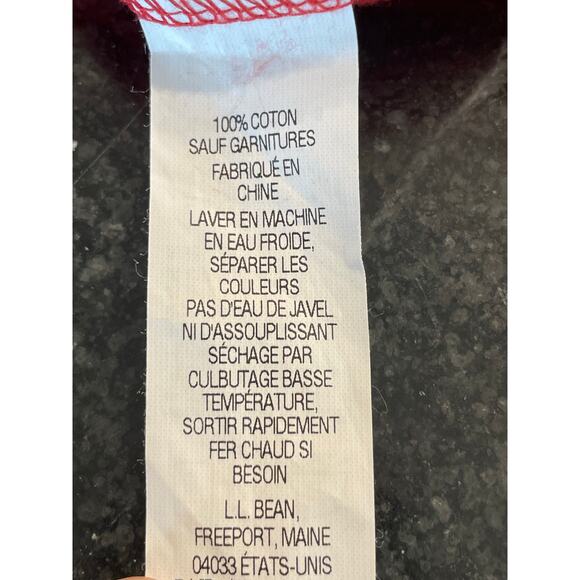 100% COTON
SAUF GARNITURES
FABRIQUÉ EN
CHINE
LAVER EN MACHINE
EN EAU FROIDE,
SÉPARER LES
COULEURS
PAS D'EAU DE JAVEL
NI D'ASSOUPLISSANT
SÉCHAGE PAR
CULBUTAGE BASSE
TEMPÉRATURE,
SORTIR RAPIDEMENT
FER CHAUD SI
BESOIN
L.L. BEAN,
FREEPORT, MAINE
04033 ÉTATS-UNIS